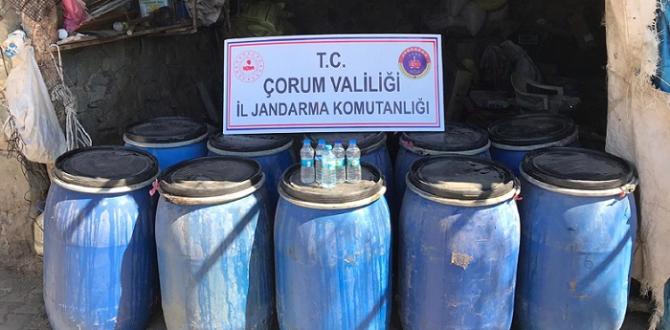 T.C.
ÇORUM VALİLİĞİ
İL JANDARMA KOMUTANLIĞI